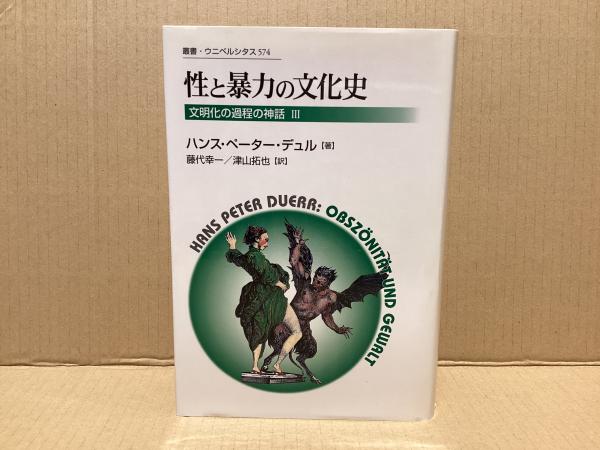 叢書・ウニベルシタス 574
性と暴力の文化史
文明化の過程の神話 III
ハンス・ペーター・デュル【著】
藤代幸一/津山拓也【訳】
HANS PETER DUERR: OBSZÖNITÄT UND GEWALT